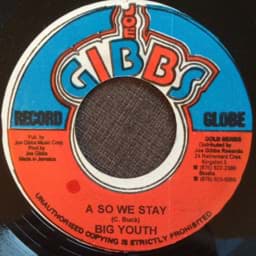 JOE
GIBBS
RECORD GLOBE
Pub. by
Joe Gibbs Music Corp.
Prod by
Joe Gibbs
Made in Jamaica
GOLD SERIES
Distributed by
Joe Gibbs Records
24 Retirement Cres.
Kingston 5
A SO WE STAY
(C. Buck)
BIG YOUTH
UNAUTHORISED COPYING IS STRICTLY PROHIBITED